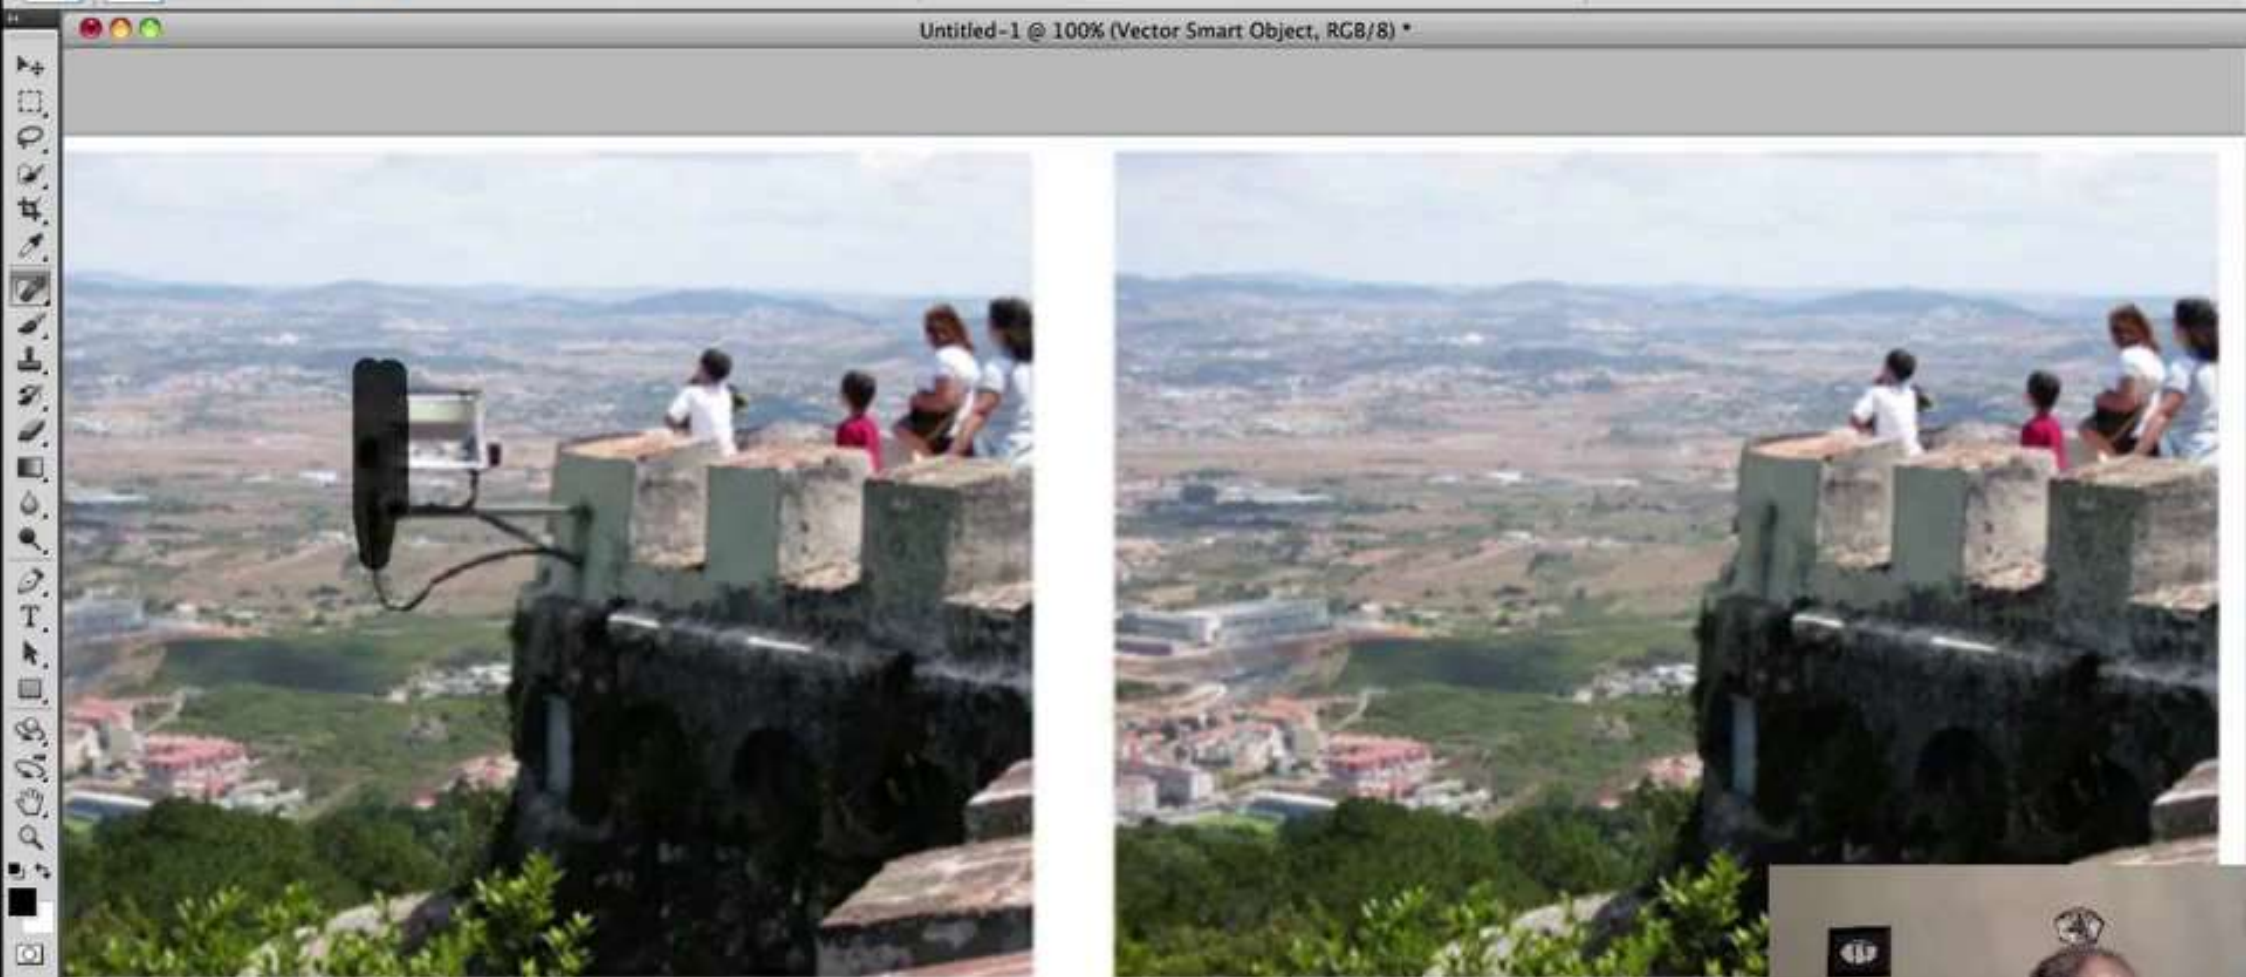 Untitled-1 @ 100% (Vector Smart Object, RGB/8) *
T